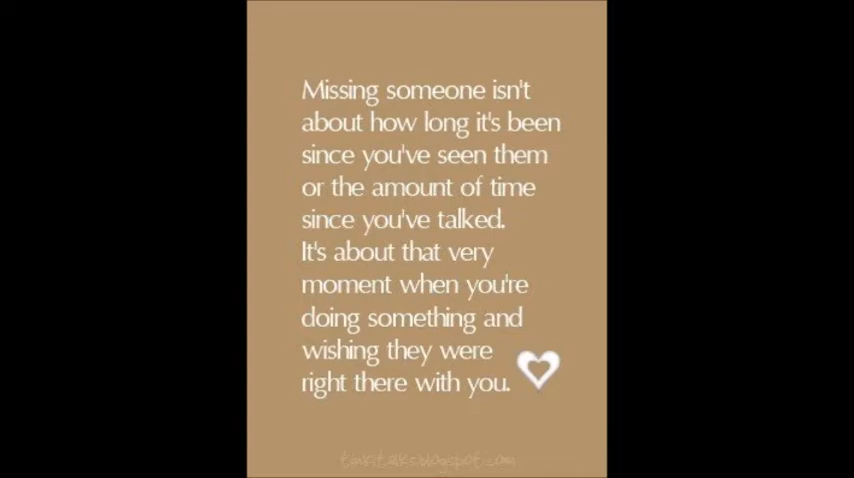 Missing someone isn't
about how long it's been
since you've seen them
or the amount of time
since you've talked.
It's about that very
moment when you're
doing something and
wishing they were
right there with you.